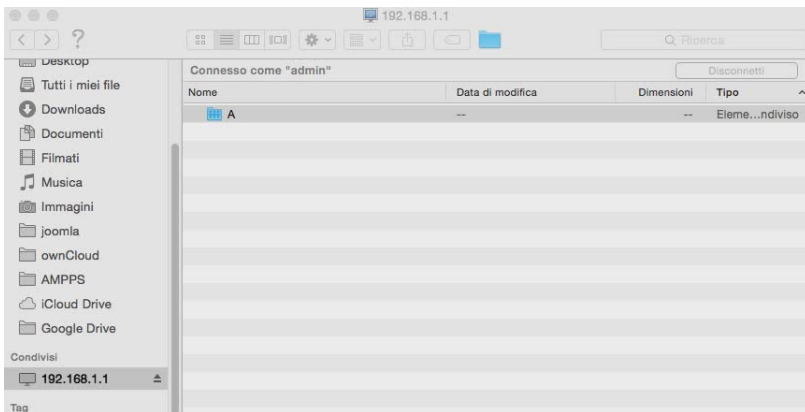 192.168.1.1
Ricerca
Desktop
Tutti i miei file
Downloads
Documenti
Filmati
Musica
Immagini
joomla
ownCloud
AMPPS
iCloud Drive
Google Drive
Condivisi
192.168.1.1
Tag
Connesso come "admin"
Disconnetti
Nome Data di modifica Dimensioni Tipo
A -- -- Eleme...ndiviso